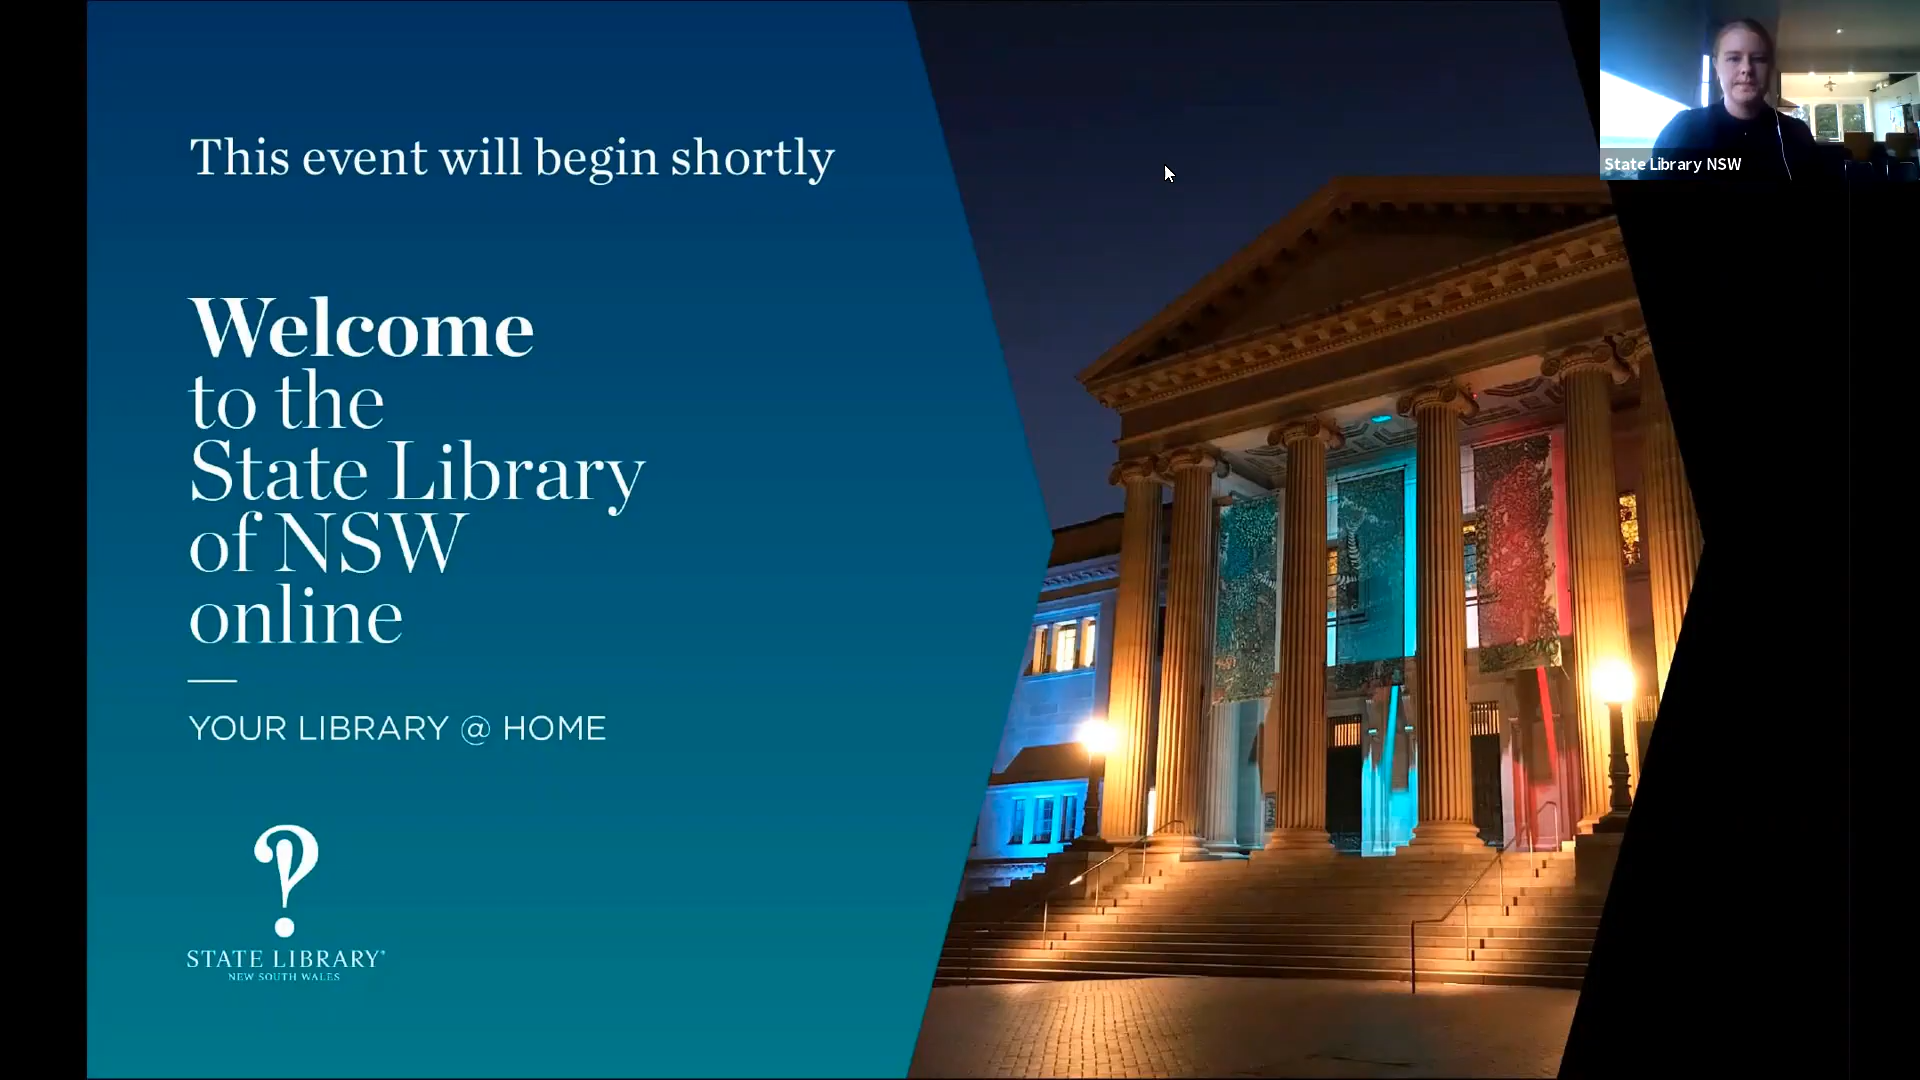 This event will begin shortly
Welcome
to the
State Library
of NSW
online
YOUR LIBRARY @ HOME
STATE LIBRARY®
NEW SOUTH WALES
State Library NSW